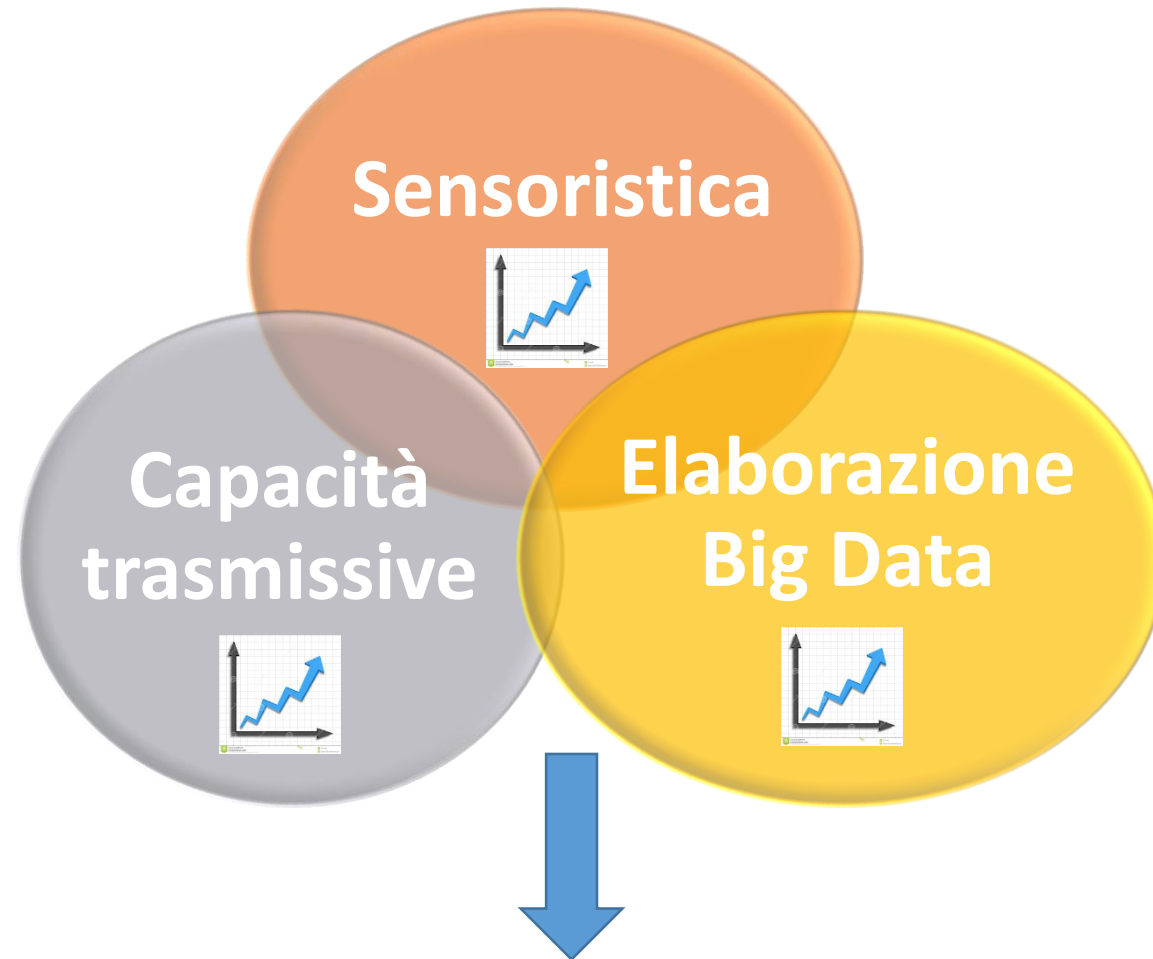 Sensoristica
Capacità
trasmissive
Elaborazione
Big Data